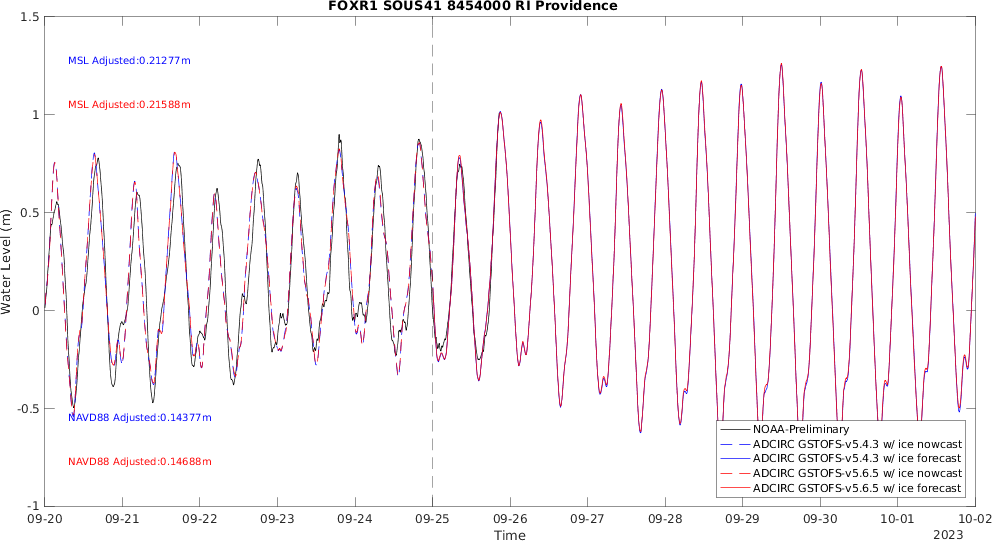 FOXR1 SOUS41 8454000 RI Providence
1.5
MSL Adjusted:0.21277m
1
MSL Adjusted:0.21588m
0.5
Water Level (m)
0
-0.5
NAVD88 Adjusted:0.14377m
NOAA-Preliminary
ADCIRC GSTOFS-v5.4.3 w/ ice nowcast
NAVD88 Adjusted:0.14688m
ADCIRC GSTOFS-v5.4.3 w/ ice forecast
ADCIRC GSTOFS-v5.6.5 w/ ice nowcast
ADCIRC GSTOFS-v5.6.5 w/ ice forecast
-1
09-20 09-21 09-22 09-23 09-24 09-25 09-26 09-27 09-28 09-29 09-30 10-01 10-02
Time
2023